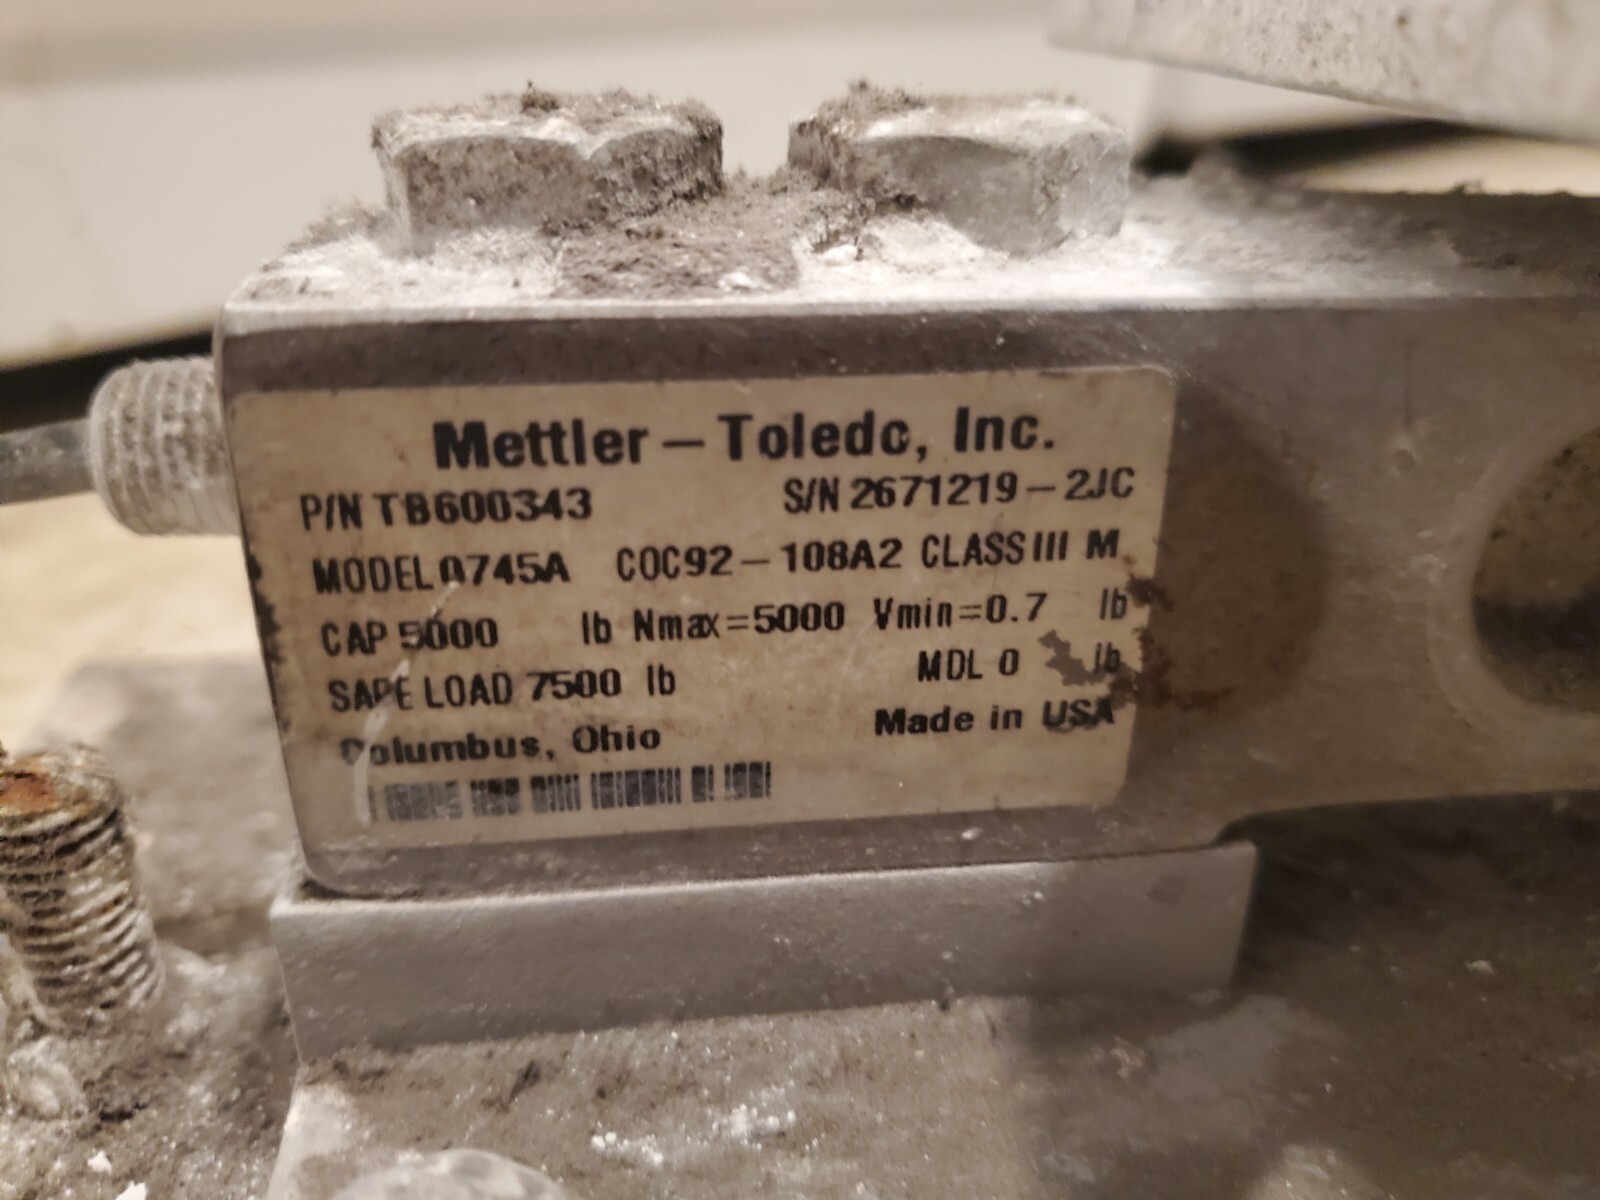 Mettler-Toledo, Inc.
P/N TB600343 S/N 2671219-2JC
MODEL 0745A COC92-108A2 CLASS III M
CAP 5000 lb Nmax=5000 Vmin=0.7 lb
SAFE LOAD 7500 lb MDL 0 lb
Columbus, Ohio Made in USA